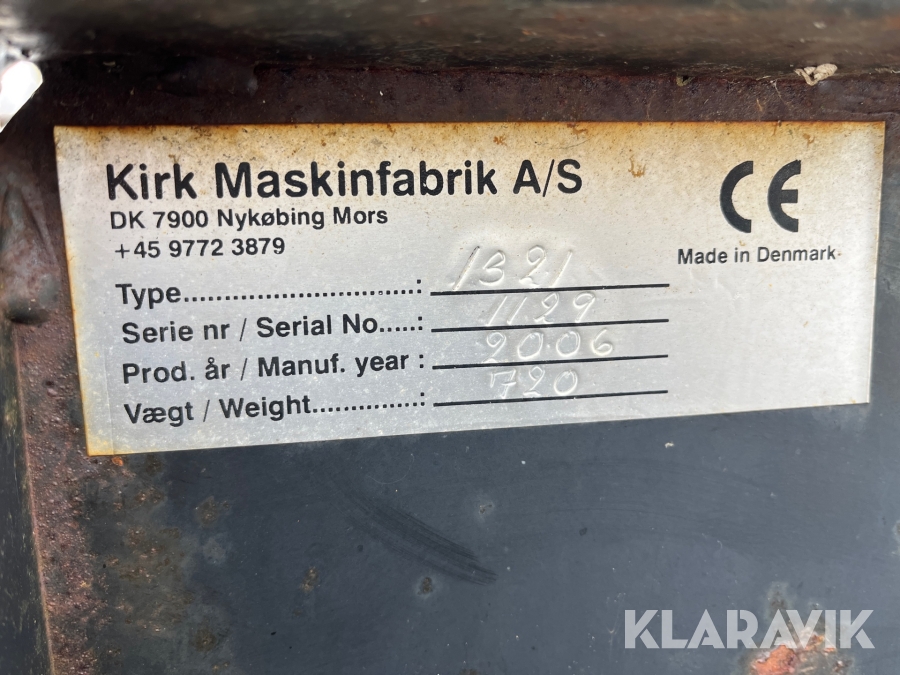 Kirk Maskinfabrik A/S
DK 7900 Nykøbing Mors
+45 9772 3879
CE
Made in Denmark
Type.............................: 1321
Serie nr / Serial No.....: 1129
Prod. år / Manuf. year : 2006
Vægt / Weight..............: 720
KLARAVIK